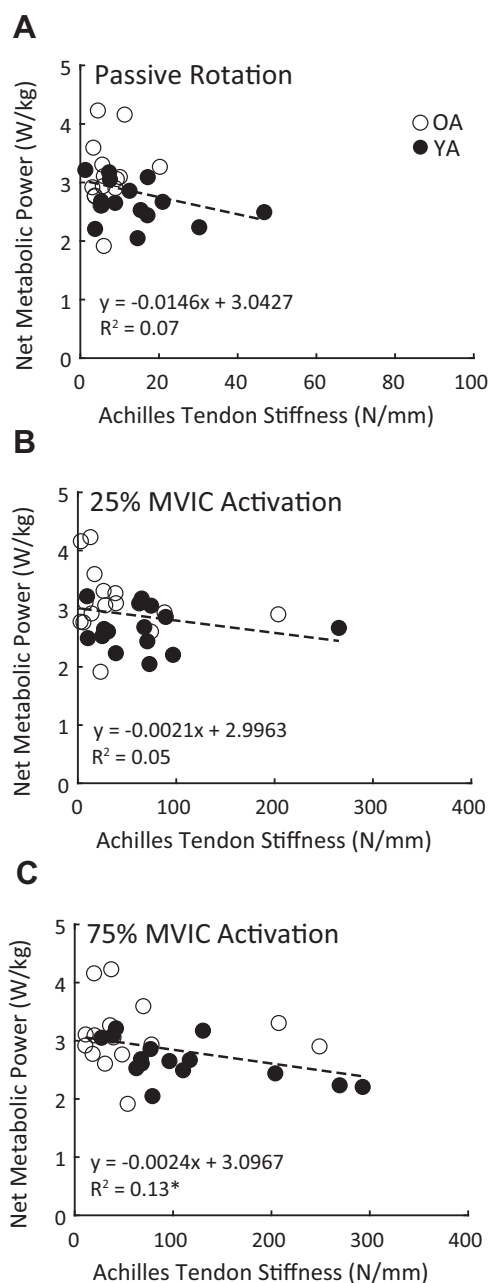 A
Passive Rotation
OA
YA
5
4
3
2
1
0
Net Metabolic Power (W/kg)
y = -0.0146x + 3.0427
R² = 0.07
0 20 40 60 80 100
Achilles Tendon Stiffness (N/mm)
B
25% MVIC Activation
5
4
3
2
1
0
Net Metabolic Power (W/kg)
y = -0.0021x + 2.9963
R² = 0.05
0 100 200 300 400
Achilles Tendon Stiffness (N/mm)
C
75% MVIC Activation
5
4
3
2
1
0
Net Metabolic Power (W/kg)
y = -0.0024x + 3.0967
R² = 0.13*
0 100 200 300 400
Achilles Tendon Stiffness (N/mm)